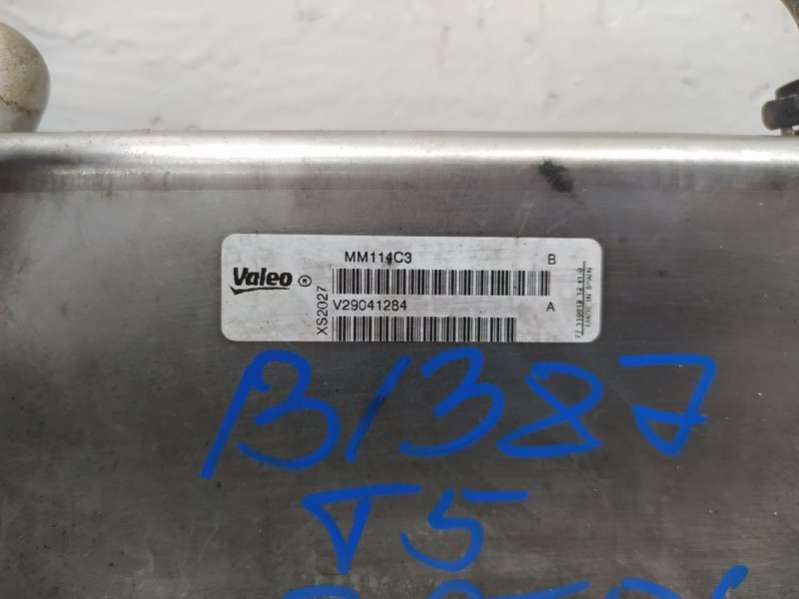 MM114C3 B
Valeo ®
XS2027
V29041284 A
MADE IN SPAIN
B1387
T5